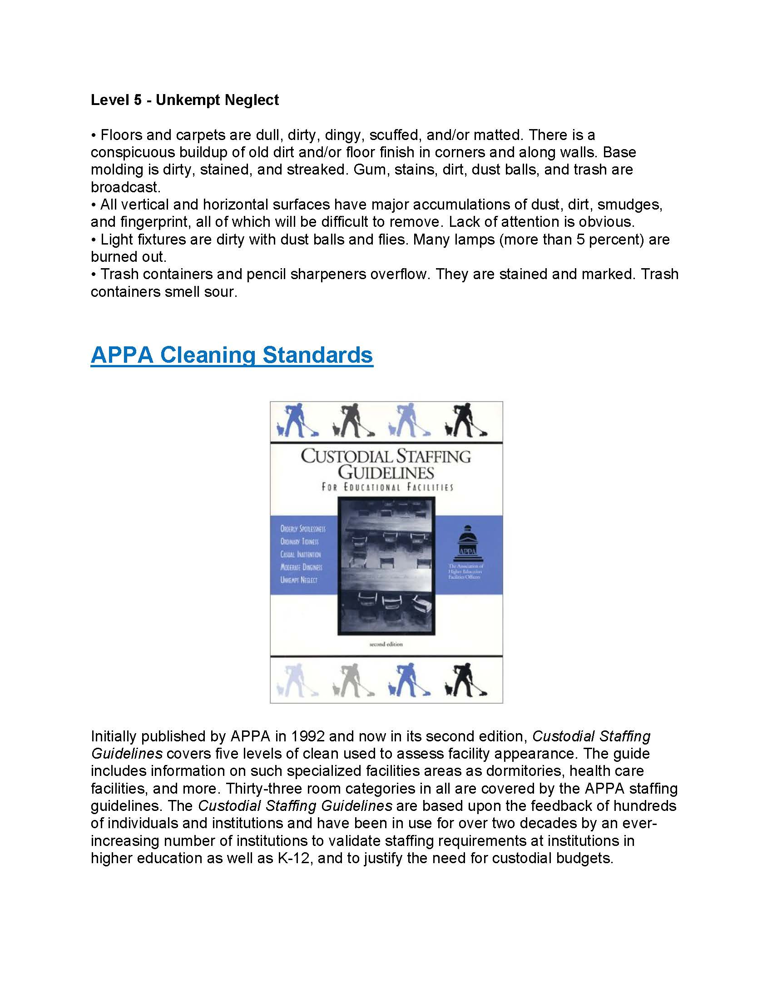 Level 5 - Unkempt Neglect
• Floors and carpets are dull, dirty, dingy, scuffed, and/or matted. There is a
conspicuous buildup of old dirt and/or floor finish in corners and along walls. Base
molding is dirty, stained, and streaked. Gum, stains, dirt, dust balls, and trash are
broadcast.
• All vertical and horizontal surfaces have major accumulations of dust, dirt, smudges,
and fingerprint, all of which will be difficult to remove. Lack of attention is obvious.
• Light fixtures are dirty with dust balls and flies. Many lamps (more than 5 percent) are
burned out.
• Trash containers and pencil sharpeners overflow. They are stained and marked. Trash
containers smell sour.
APPA Cleaning Standards
CUSTODIAL STAFFING
GUIDELINES
FOR EDUCATIONAL FACILITIES
ORDERLY SPOTLESSNESS
ORDINARY TIDINESS
CASUAL INATTENTION
MODERATE DINGINESS
UNKEMPT NEGLECT
APPA
The Association of
Higher Education
Facilities Officers
second edition
Initially published by APPA in 1992 and now in its second edition, Custodial Staffing
Guidelines covers five levels of clean used to assess facility appearance. The guide
includes information on such specialized facilities areas as dormitories, health care
facilities, and more. Thirty-three room categories in all are covered by the APPA staffing
guidelines. The Custodial Staffing Guidelines are based upon the feedback of hundreds
of individuals and institutions and have been in use for over two decades by an ever-
increasing number of institutions to validate staffing requirements at institutions in
higher education as well as K-12, and to justify the need for custodial budgets.